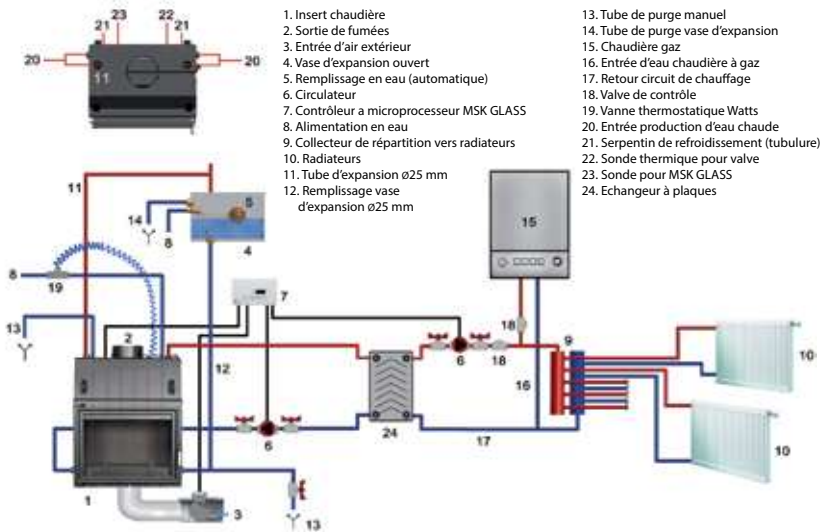 21 23 22 21
20 20
11
1. Insert chaudière
2. Sortie de fumées
3. Entrée d'air extérieur
4. Vase d'expansion ouvert
5. Remplissage en eau (automatique)
6. Circulateur
7. Contrôleur a microprocesseur MSK GLASS
8. Alimentation en eau
9. Collecteur de répartition vers radiateurs
10. Radiateurs
11. Tube d'expansion ø25 mm
12. Remplissage vase
d'expansion ø25 mm
13. Tube de purge manuel
14. Tube de purge vase d'expansion
15. Chaudière gaz
16. Entrée d'eau chaudière à gaz
17. Retour circuit de chauffage
18. Valve de contrôle
19. Vanne thermostatique Watts
20. Entrée production d'eau chaude
21. Serpentin de refroidissement (tubulure)
22. Sonde thermique pour valve
23. Sonde pour MSK GLASS
24. Echangeur à plaques
11
5
14
8
4
15
8
19
7
13
2
18
9
6
18
10
12
16
24
17
6
10
1
3
13